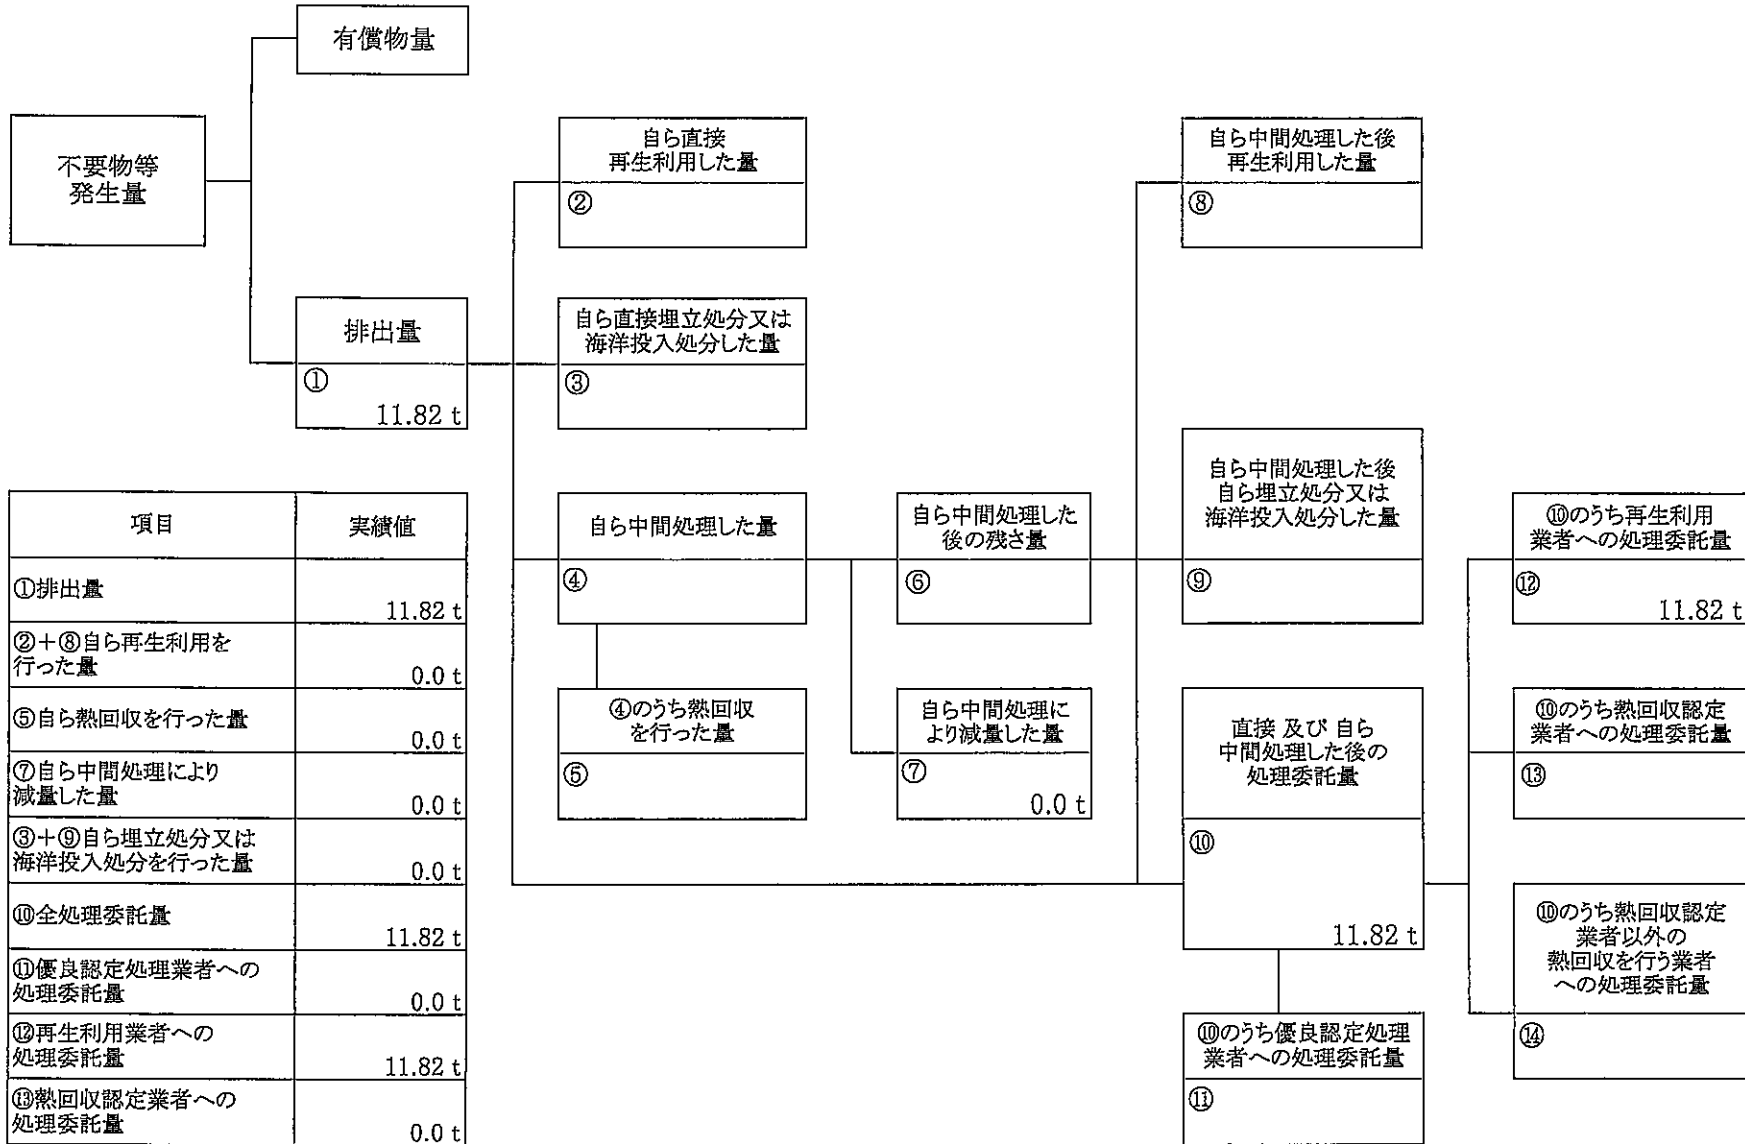 有償物量
不要物等
発生量
自ら直接
再生利用した量
②
自ら中間処理した後
再生利用した量
⑧
排出量
①
11.82 t
自ら直接埋立処分又は
海洋投入処分した量
③
自ら中間処理した量
④
自ら中間処理した
後の残さ量
⑥
自ら中間処理した後
自ら埋立処分又は
海洋投入処分した量
⑨
⑩のうち再生利用
業者への処理委託量
⑫
11.82 t
④のうち熱回収
を行った量
⑤
自ら中間処理に
より減量した量
⑦
0.0 t
直接 及び 自ら
中間処理した後の
処理委託量
⑩
11.82 t
⑩のうち熱回収認定
業者への処理委託量
⑬
⑩のうち熱回収認定
業者以外の
熱回収を行う業者
への処理委託量
⑭
⑩のうち優良認定処理
業者への処理委託量
⑪
項目 実績値
①排出量
11.82 t
②+⑧自ら再生利用を
行った量
0.0 t
⑤自ら熱回収を行った量
0.0 t
⑦自ら中間処理により
減量した量
0.0 t
③+⑨自ら埋立処分又は
海洋投入処分を行った量
0.0 t
⑩全処理委託量
11.82 t
⑪優良認定処理業者への
処理委託量
0.0 t
⑫再生利用業者への
処理委託量
11.82 t
⑬熱回収認定業者への
処理委託量
0.0 t